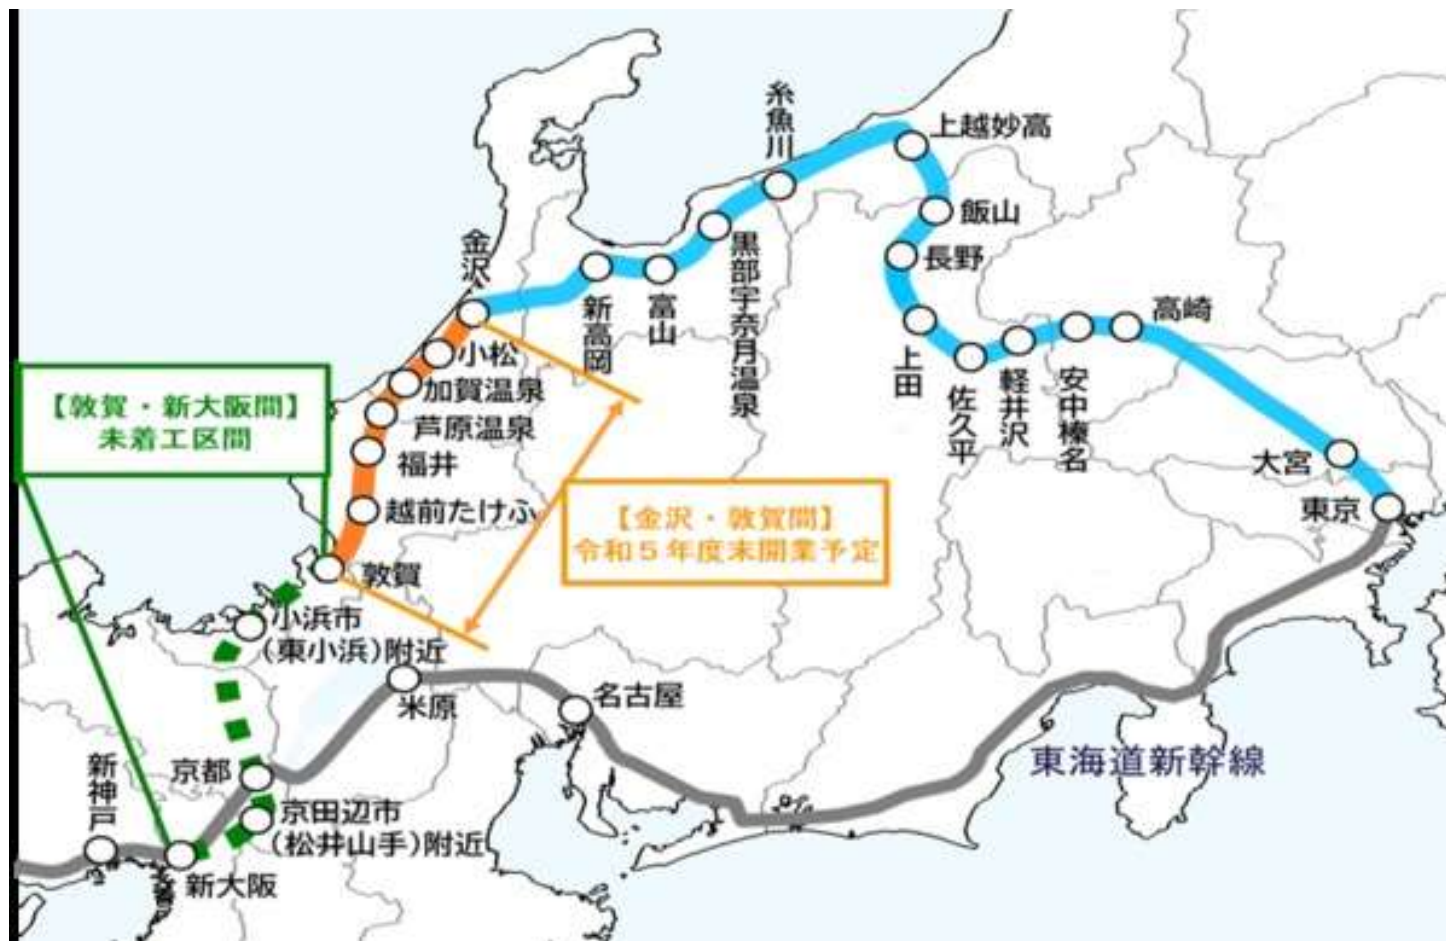 糸魚川
上越妙高
飯山
長野
金沢
新高岡
富山
黒部宇奈月温泉
上田
佐久平
軽井沢
安中榛名
高崎
大宮
東京
小松
加賀温泉
芦原温泉
福井
越前たけふ
敦賀
【敦賀・新大阪間】
未着工区間
【金沢・敦賀間】
令和5年度末開業予定
小浜市
(東小浜)附近
米原
名古屋
東海道新幹線
京都
新神戸
京田辺市
(松井山手)附近
新大阪